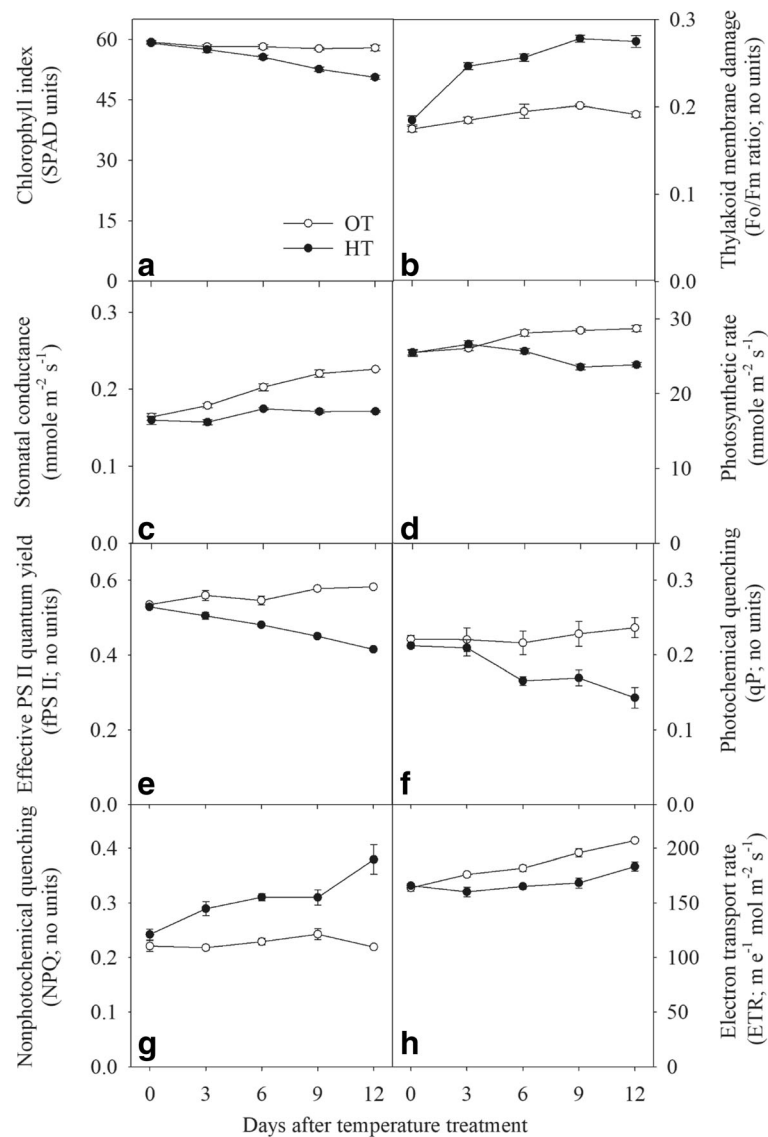 Chlorophyll index
(SPAD units)
60
45
30
15
0
OT
HT
a
0.3
0.2
0.1
0.0
b
Thylakoid membrane damage
(Fo/Fm ratio; no units)
Stomatal conductance
(mmole m⁻² s⁻¹)
0.3
0.2
0.1
0.0
c
30
20
10
0
d
Photosynthetic rate
(mmole m⁻² s⁻¹)
Effective PS II quantum yield
(fPS II; no units)
0.6
0.4
0.2
0.0
e
0.3
0.2
0.1
0.0
f
Photochemical quenching
(qP; no units)
Nonphotochemical quenching
(NPQ; no units)
0.4
0.3
0.2
0.1
0.0
g
200
150
100
50
0
h
Electron transport rate
(ETR; m e⁻¹ mol m⁻² s⁻¹)
0 3 6 9 12 0 3 6 9 12
Days after temperature treatment